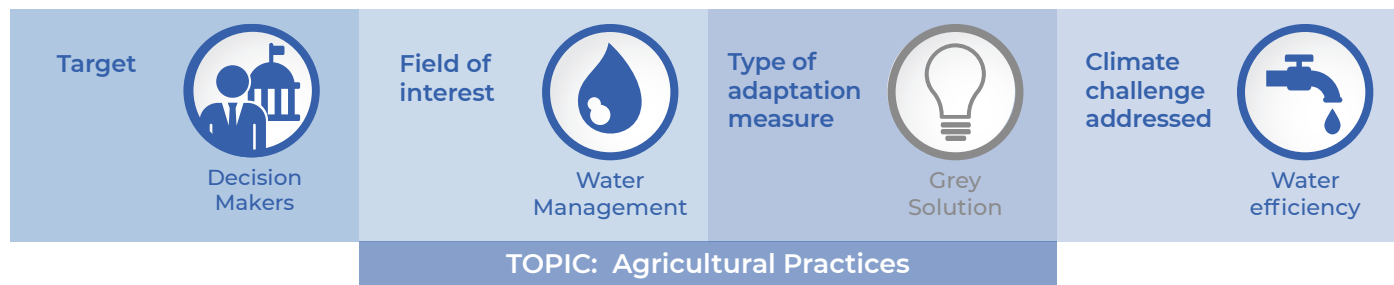 Target
Decision
Makers
Field of
interest
Water
Management
Type of
adaptation
measure
Grey
Solution
Climate
challenge
addressed
Water
efficiency
TOPIC: Agricultural Practices